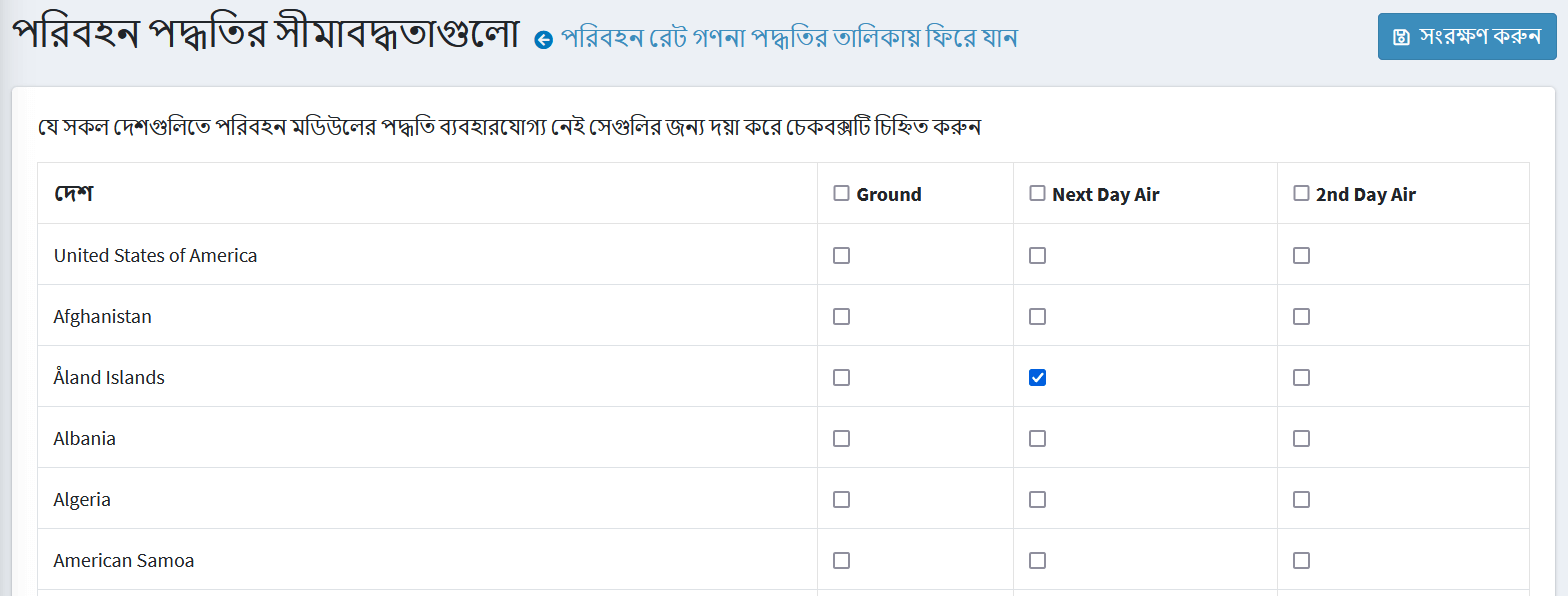 পরিবহন পদ্ধতির সীমাবদ্ধতাগুলো পরিবহন রেট গণনা পদ্ধতির তালিকায় ফিরে যান সংরক্ষণ করুন
যে সকল দেশগুলিতে পরিবহন মডিউলের পদ্ধতি ব্যবহারযোগ্য নেই সেগুলির জন্য দয়া করে চেকবক্সটি চিহ্নিত করুন
দেশ Ground Next Day Air 2nd Day Air
United States of America
Afghanistan
Åland Islands
Albania
Algeria
American Samoa